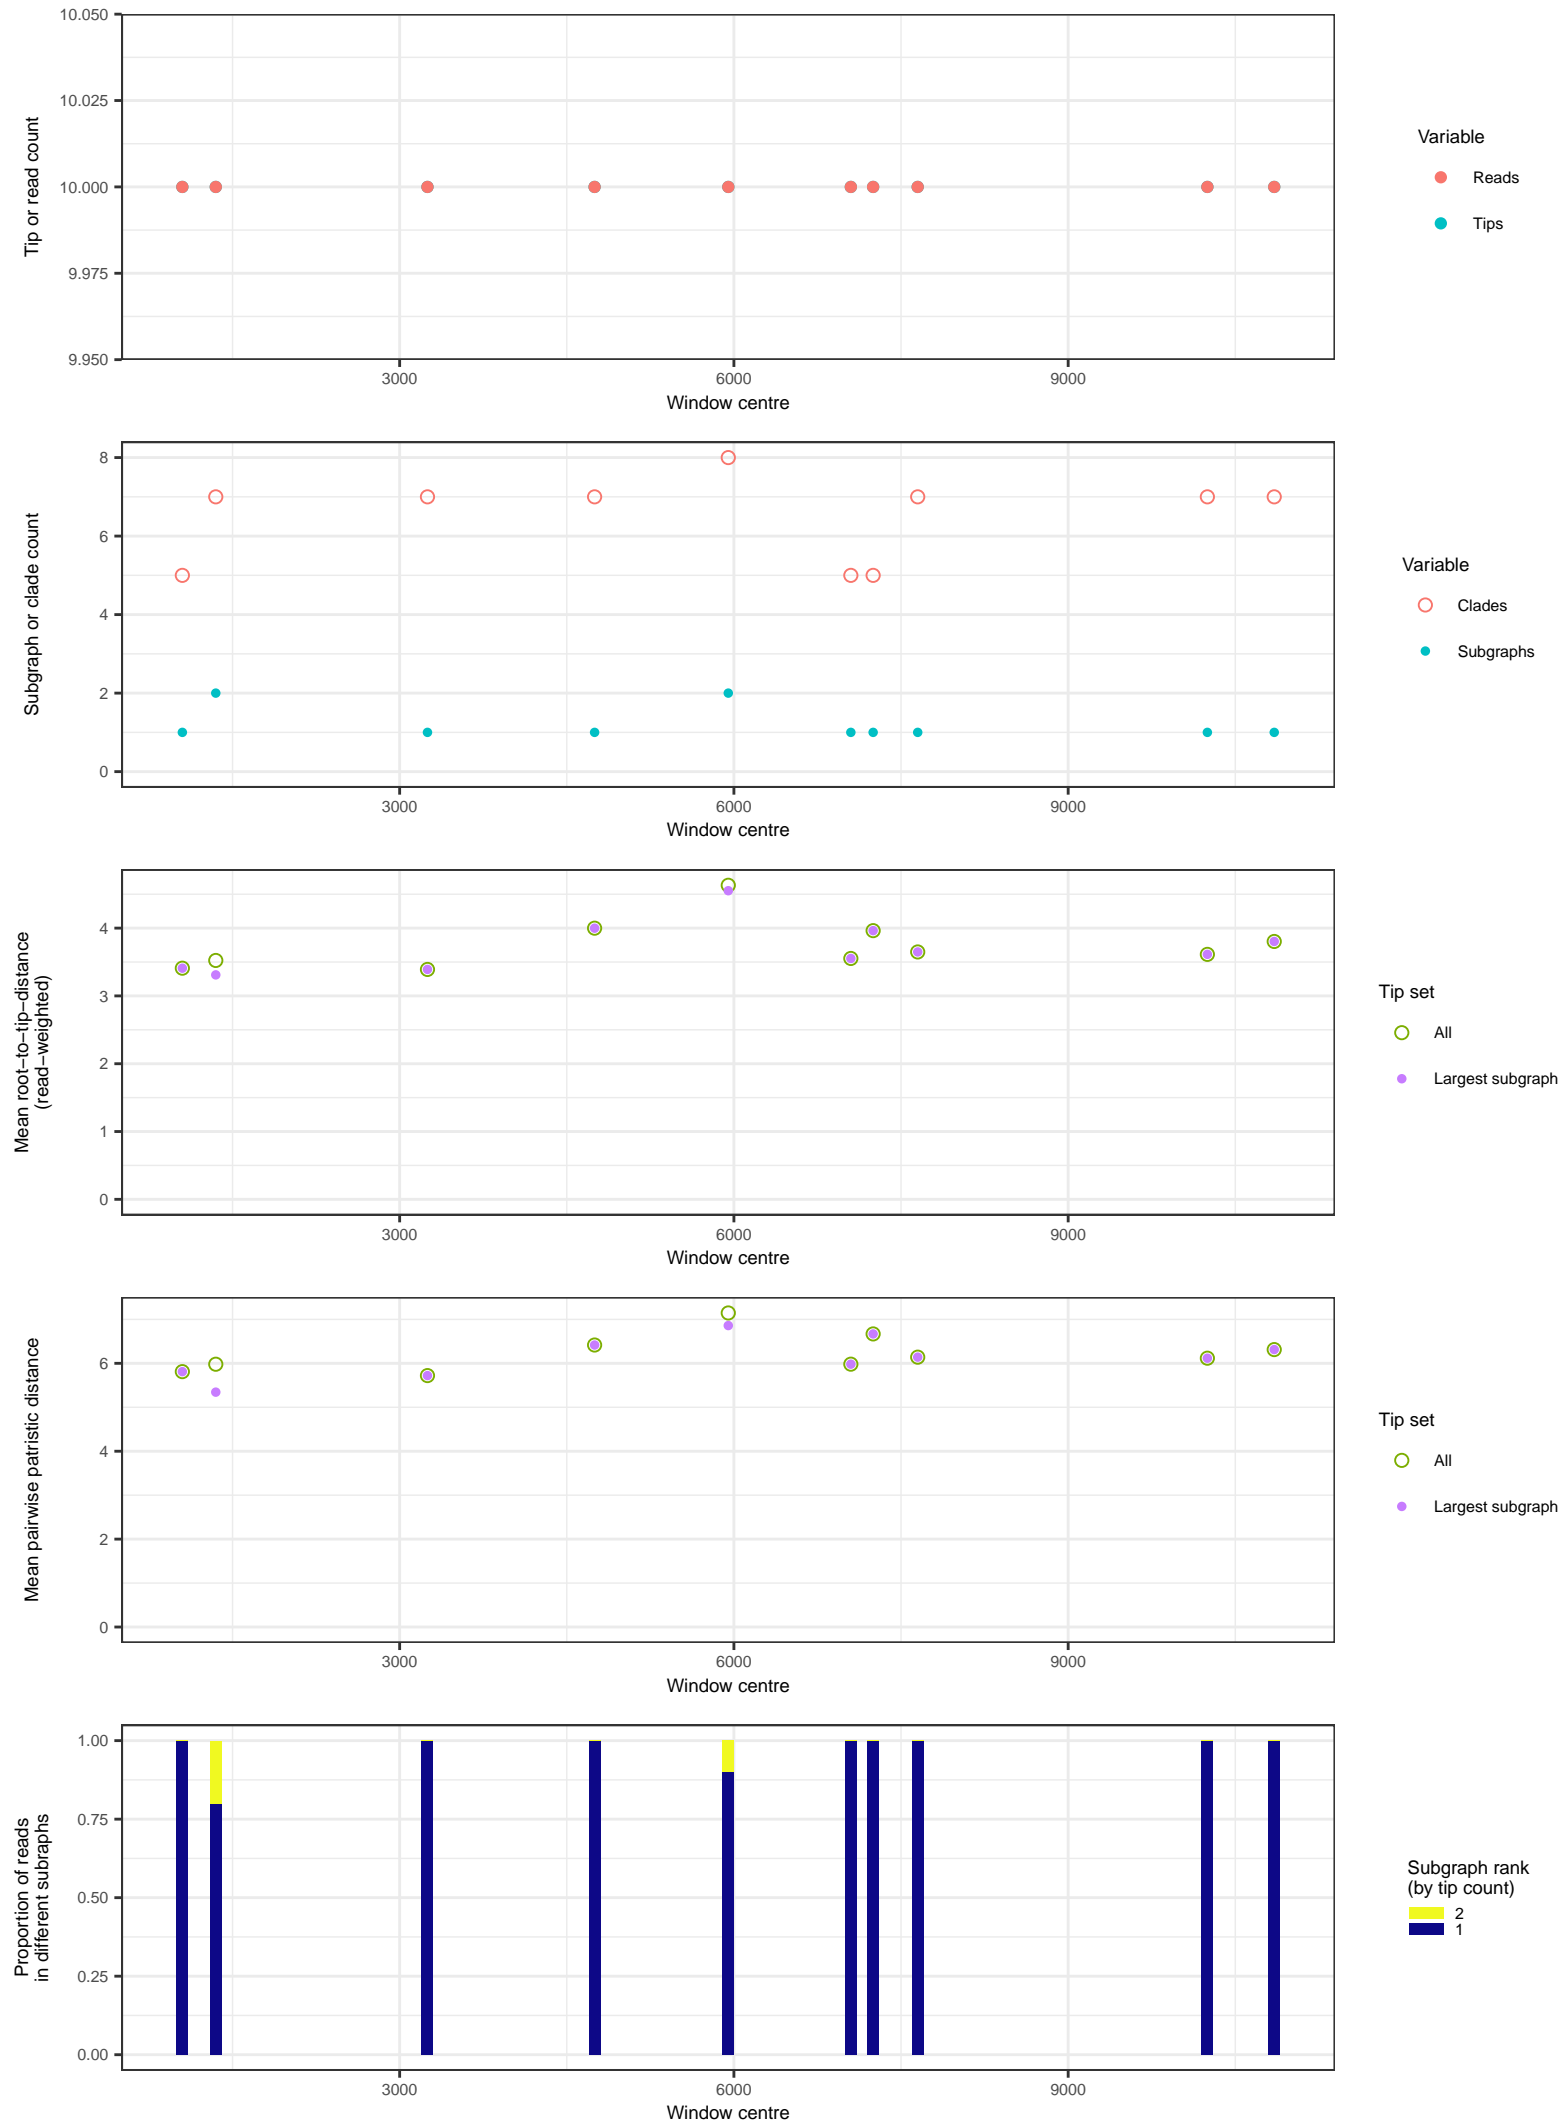 10.050
10.025
10.000
9.975
9.950
Tip or read count
3000
6000
9000
Window centre
Variable
Reads
Tips
8
6
4
2
0
Subgraph or clade count
3000
6000
9000
Window centre
Variable
Clades
Subgraphs
4
3
2
1
0
Mean root−to−tip−distance
(read−weighted)
3000
6000
9000
Window centre
Tip set
All
Largest subgraph
6
4
2
0
Mean pairwise patristic distance
3000
6000
9000
Window centre
Tip set
All
Largest subgraph
1.00
0.75
0.50
0.25
0.00
Proportion of reads
in different subraphs
3000
6000
9000
Window centre
Subgraph rank
(by tip count)
2
1